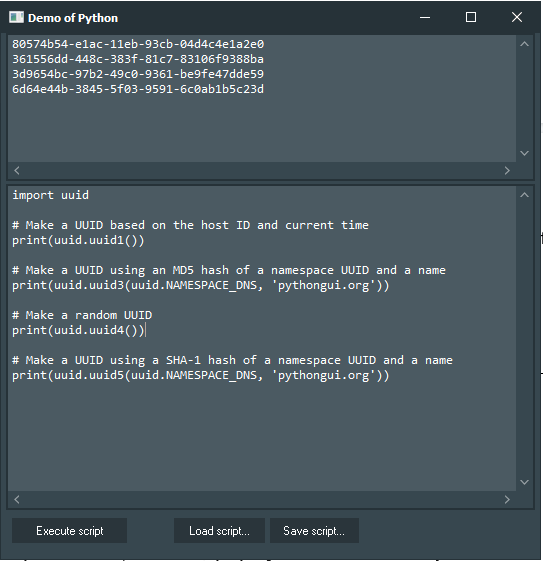 Demo of Python
80574b54-e1ac-11eb-93cb-04d4c4e1a2e0
361556dd-448c-383f-81c7-83106f9388ba
3d9654bc-97b2-49c0-9361-be9fe47dde59
6d64e44b-3845-5f03-9591-6c0ab1b5c23d
import uuid
# Make a UUID based on the host ID and current time
print(uuid.uuid1())
# Make a UUID using an MD5 hash of a namespace UUID and a name
print(uuid.uuid3(uuid.NAMESPACE_DNS, 'pythongui.org'))
# Make a random UUID
print(uuid.uuid4())
# Make a UUID using a SHA-1 hash of a namespace UUID and a name
print(uuid.uuid5(uuid.NAMESPACE_DNS, 'pythongui.org'))
Execute script Load script... Save script...